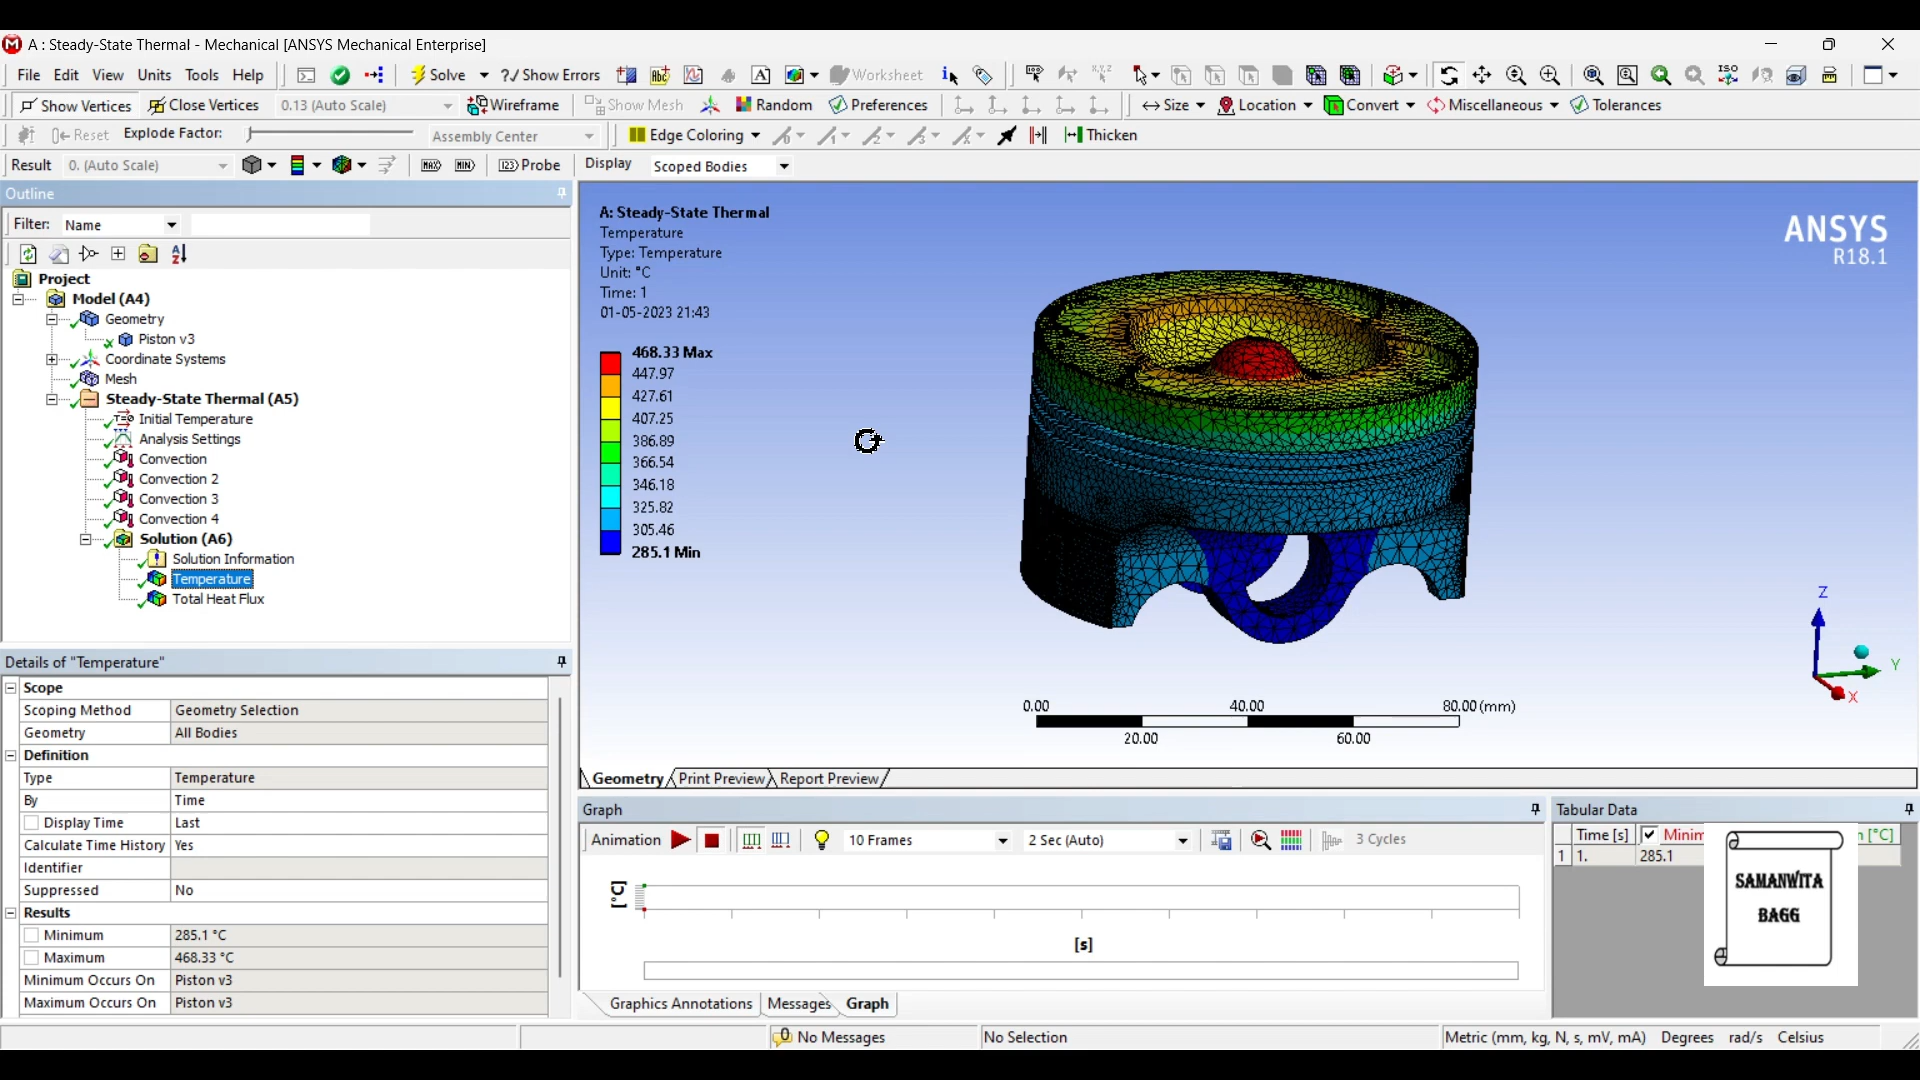 A : Steady-State Thermal - Mechanical [ANSYS Mechanical Enterprise]
File Edit View Units Tools Help Solve ?/ Show Errors Worksheet
Show Vertices Close Vertices 0.13 (Auto Scale) Wireframe Show Mesh Random Preferences Size Location Convert Miscellaneous Tolerances
Reset Explode Factor: Assembly Center Edge Coloring Thicken
Result 0. (Auto Scale) MAX MIN Probe Display Scoped Bodies
Outline
Filter: Name
Project
Model (A4)
Geometry
Piston v3
Coordinate Systems
Mesh
Steady-State Thermal (A5)
Initial Temperature
Analysis Settings
Convection
Convection 2
Convection 3
Convection 4
Solution (A6)
Solution Information
Temperature
Total Heat Flux
Details of "Temperature"
Scope
Scoping Method Geometry Selection
Geometry All Bodies
Definition
Type Temperature
By Time
Display Time Last
Calculate Time History Yes
Identifier
Suppressed No
Results
Minimum 285.1 °C
Maximum 468.33 °C
Minimum Occurs On Piston v3
Maximum Occurs On Piston v3
A: Steady-State Thermal
Temperature
Type: Temperature
Unit: °C
Time: 1
01-05-2023 21:43
468.33 Max
447.97
427.61
407.25
386.89
366.54
346.18
325.82
305.46
285.1 Min
ANSYS
R18.1
Z
Y
X
0.00 40.00 80.00 (mm)
20.00 60.00
Geometry Print Preview Report Preview
Graph
Animation 10 Frames 2 Sec (Auto) 3 Cycles
[°C]
[s]
Graphics Annotations Messages Graph
Tabular Data
Time [s] Minim [°C]
1 1. 285.1
SAMANWITA
BAGG
No Messages No Selection Metric (mm, kg, N, s, mV, mA) Degrees rad/s Celsius